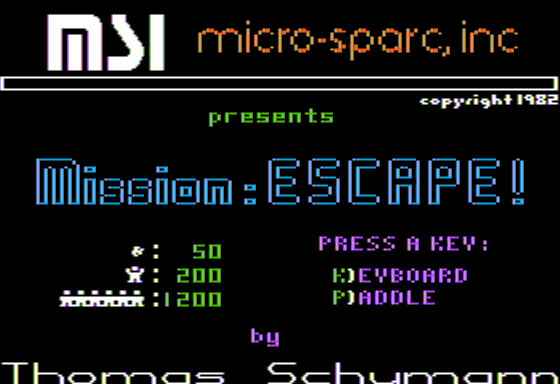 MSI micro-sparc, inc
copyright 1982
presents
Mission: ESCAPE!
: 50
: 200
: 1200
PRESS A KEY:
K)EYBOARD
P)ADDLE
by
Thomas Schumann